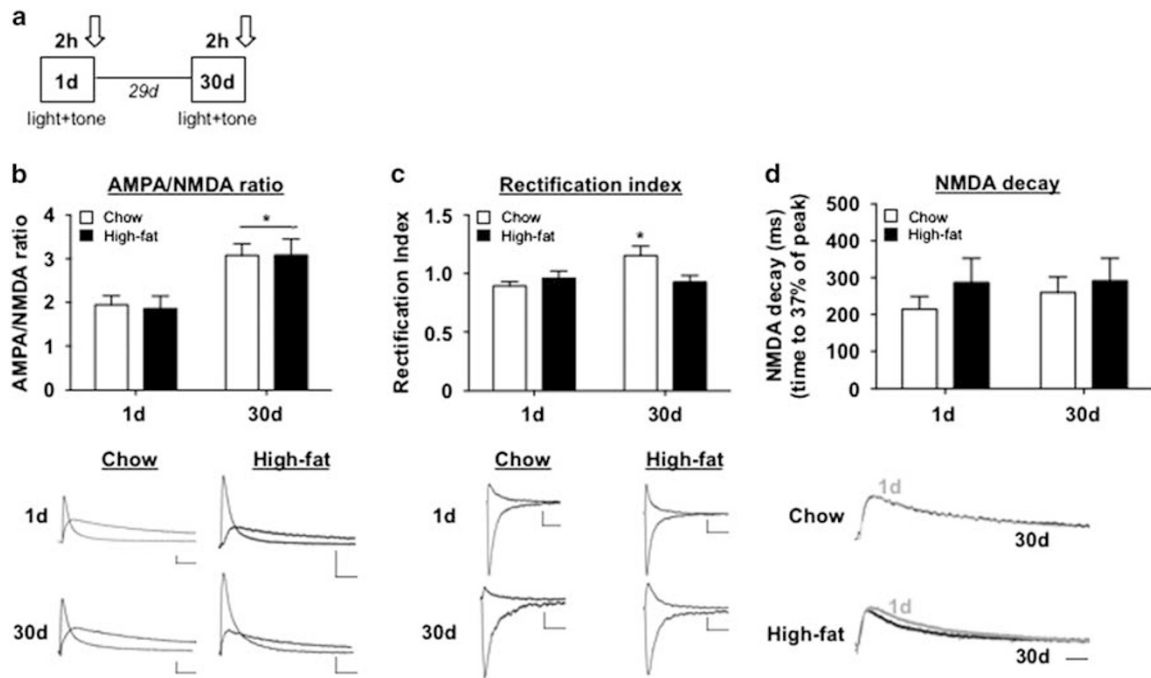 a
2h 2h
1d 29d 30d
light+tone light+tone
b AMPA/NMDA ratio
Chow
High-fat
*
AMPA/NMDA ratio
4
3
2
1
0
1d 30d
Chow High-fat
1d
30d
c Rectification index
Chow
High-fat
*
Rectification Index
1.5
1.0
0.5
0
1d 30d
Chow High-fat
1d
30d
d NMDA decay
Chow
High-fat
NMDA decay (ms)
(time to 37% of peak)
500
400
300
200
100
0
1d 30d
Chow
1d
30d
High-fat
1d
30d